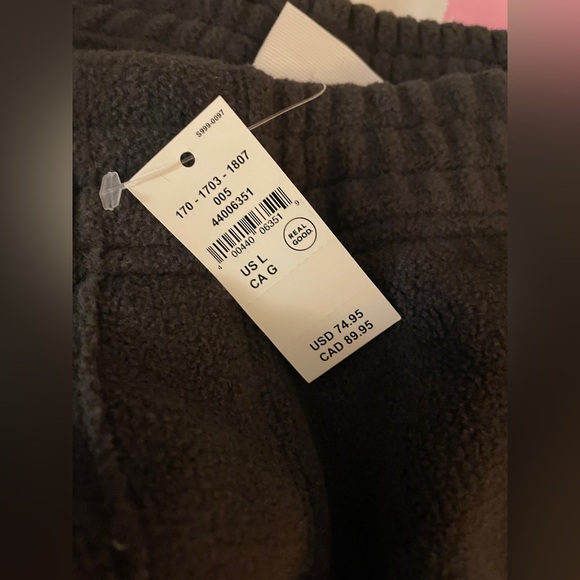 5999-0097
170 - 1703 - 1807
005
44006351
4 00440 06351 9
REAL
GOOD.
US L
CA G
USD 74.95
CAD 89.95